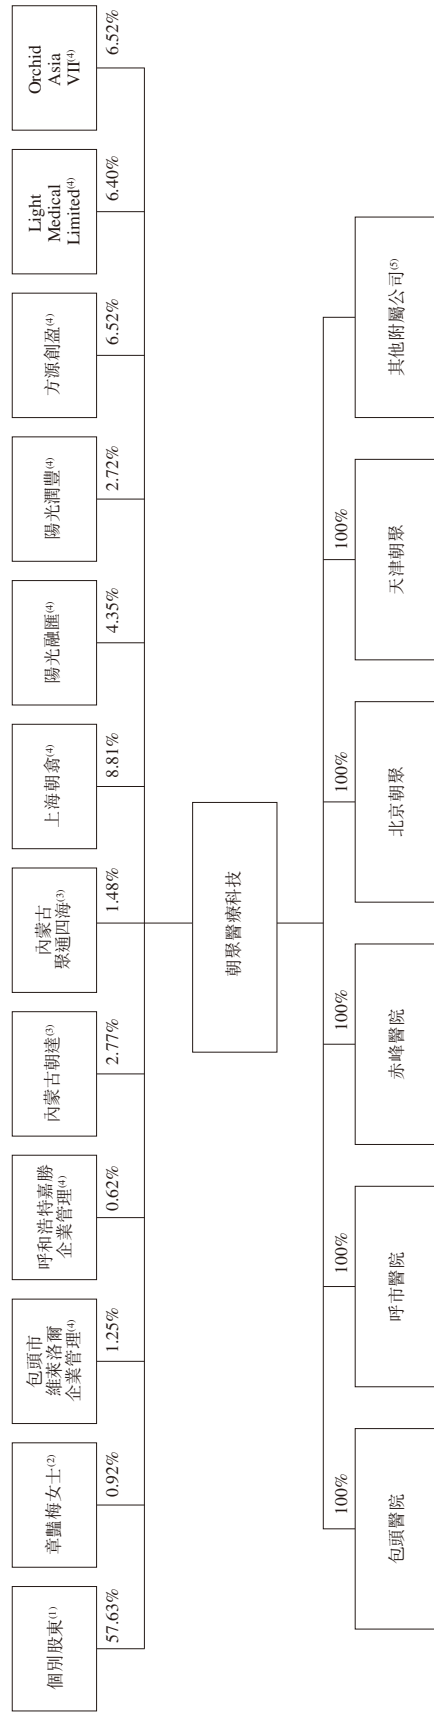 個別股東(1)
章豔梅女士(2)
包頭市
維萊洛爾
企業管理(4)
呼和浩特嘉勝
企業管理(4)
內蒙古朝達(3)
內蒙古
聚通四海(3)
上海朝翕(4)
陽光融匯(4)
陽光潤豐(4)
方源創盈(4)
Light
Medical
Limited(4)
Orchid
Asia
VII(4)
57.63%
0.92%
1.25%
0.62%
2.77%
1.48%
8.81%
4.35%
2.72%
6.52%
6.40%
6.52%
朝聚醫療科技
100%
100%
100%
100%
100%
包頭醫院
呼市醫院
赤峰醫院
北京朝聚
天津朝聚
其他附屬公司(5)